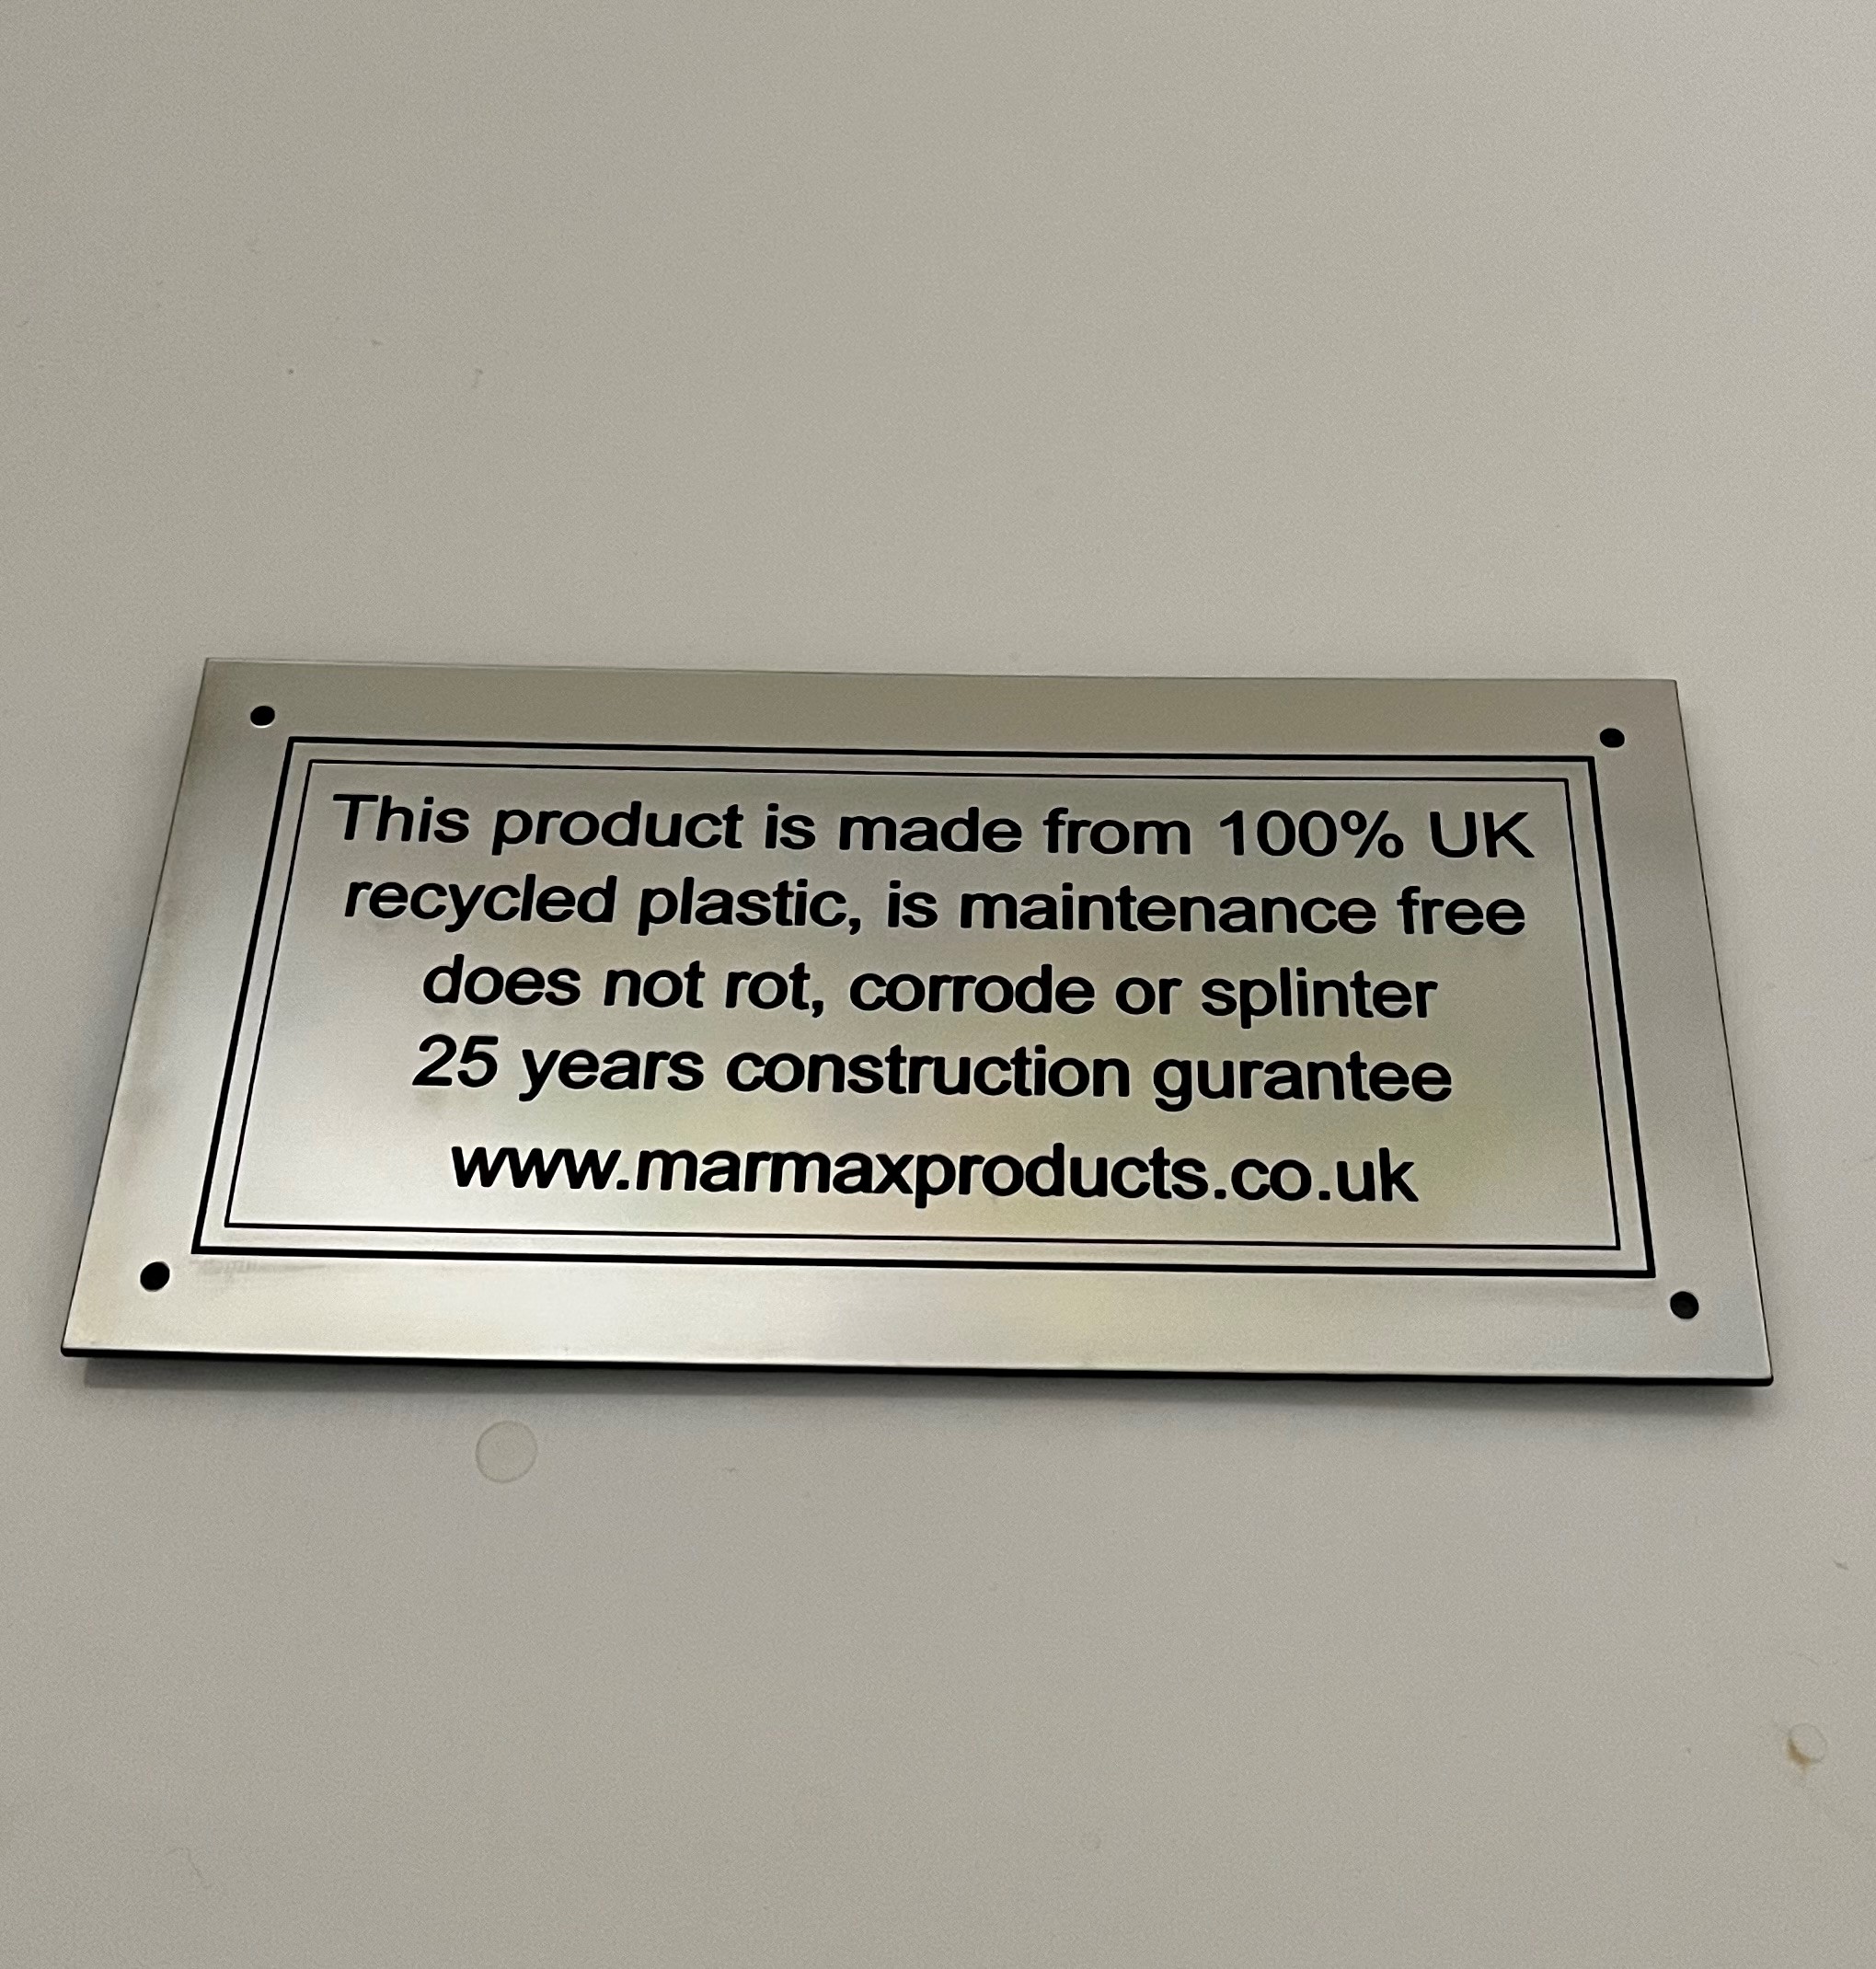 This product is made from 100% UK
recycled plastic, is maintenance free
does not rot, corrode or splinter
25 years construction gurantee
www.marmaxproducts.co.uk